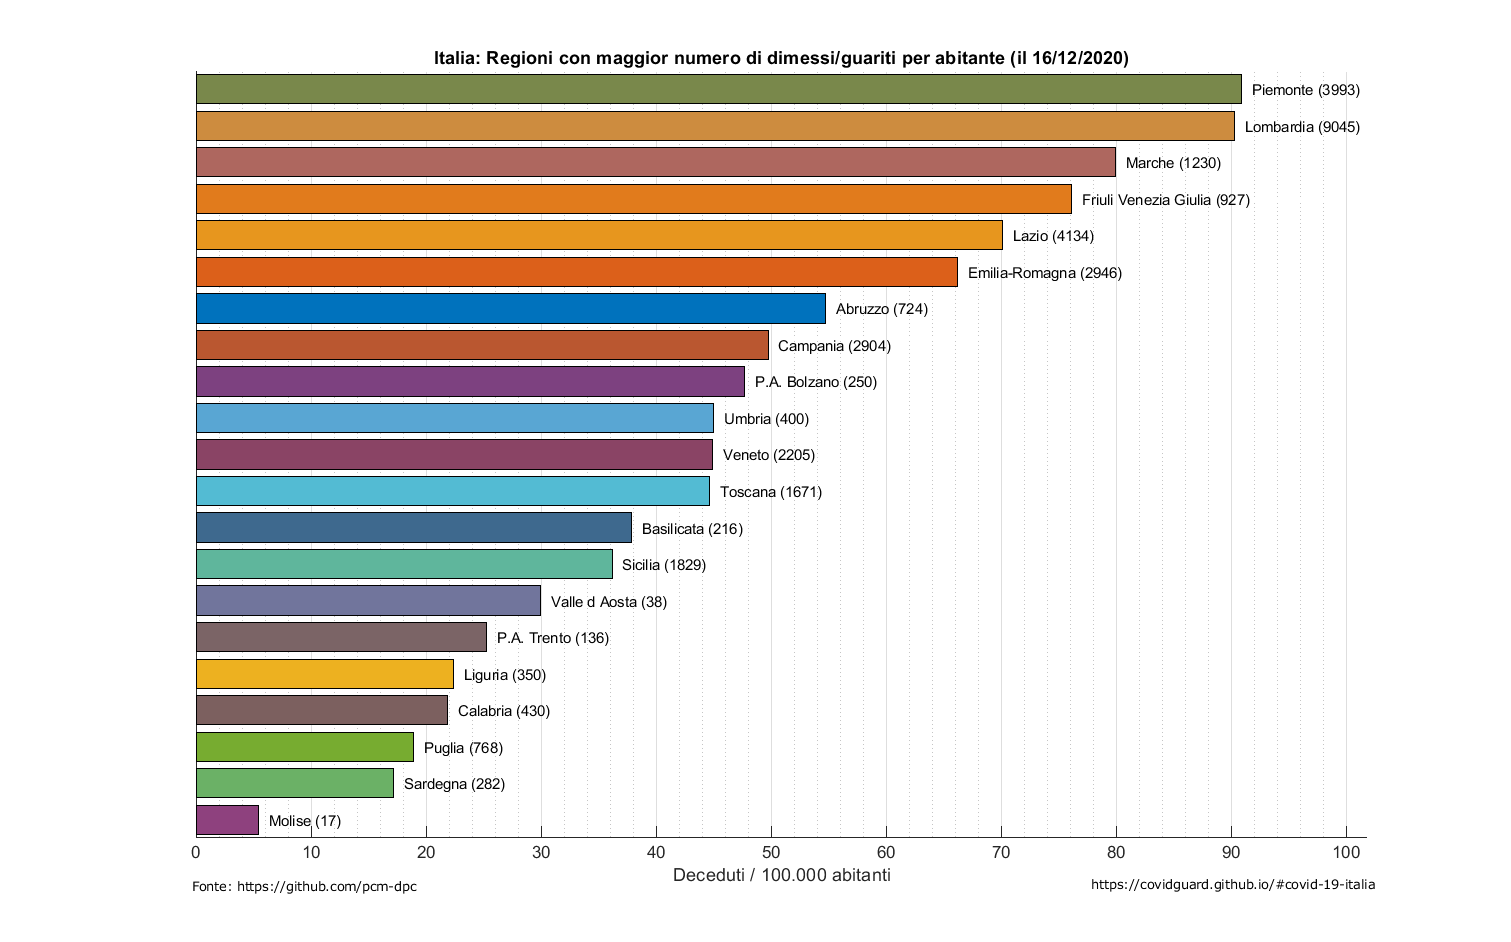 Italia: Regioni con maggior numero di dimessi/guariti per abitante (il 16/12/2020)
Piemonte (3993)
Lombardia (9045)
Marche (1230)
Friuli Venezia Giulia (927)
Lazio (4134)
Emilia-Romagna (2946)
Abruzzo (724)
Campania (2904)
P.A. Bolzano (250)
Umbria (400)
Veneto (2205)
Toscana (1671)
Basilicata (216)
Sicilia (1829)
Valle d Aosta (38)
P.A. Trento (136)
Liguria (350)
Calabria (430)
Puglia (768)
Sardegna (282)
Molise (17)
0 10 20 30 40 50 60 70 80 90 100
Deceduti / 100.000 abitanti
Fonte: https://github.com/pcm-dpc
https://covidguard.github.io/#covid-19-italia